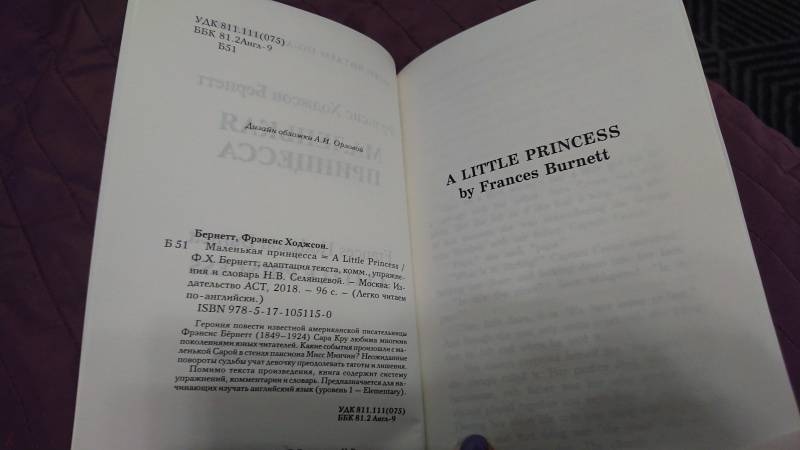 УДК 811.111(075)
ББК 81.2Англ-9
Б51
Дизайн обложки А.И. Орловой
Бернетт, Фрэнсис Ходжсон.
Б 51 Маленькая принцесса = A Little Princess /
Ф.Х. Бернетт; адаптация текста, комм., упражне-
ния и словарь Н.В. Селянцевой. – Москва: Из-
дательство АСТ, 2018. – 96 с. – (Легко читаем
по-английски.)
ISBN 978-5-17-105115-0
Героиня повести известной американской писательницы
Фрэнсис Бёрнетт (1849–1924) Сара Кру любима многими
поколениями юных читателей. Какие события произошли с ма-
ленькой Сарой в стенах пансиона Мисс Минчин? Неожиданные
повороты судьбы учат девочку преодолевать тяготы и лишения.
Помимо текста произведения, книга содержит систему
упражнений, комментарии и словарь. Предназначается для на-
чинающих изучать английский язык (уровень 1 – Elementary).
УДК 811.111(075)
ББК 81.2 Англ-9
A LITTLE PRINCESS
by Frances Burnett